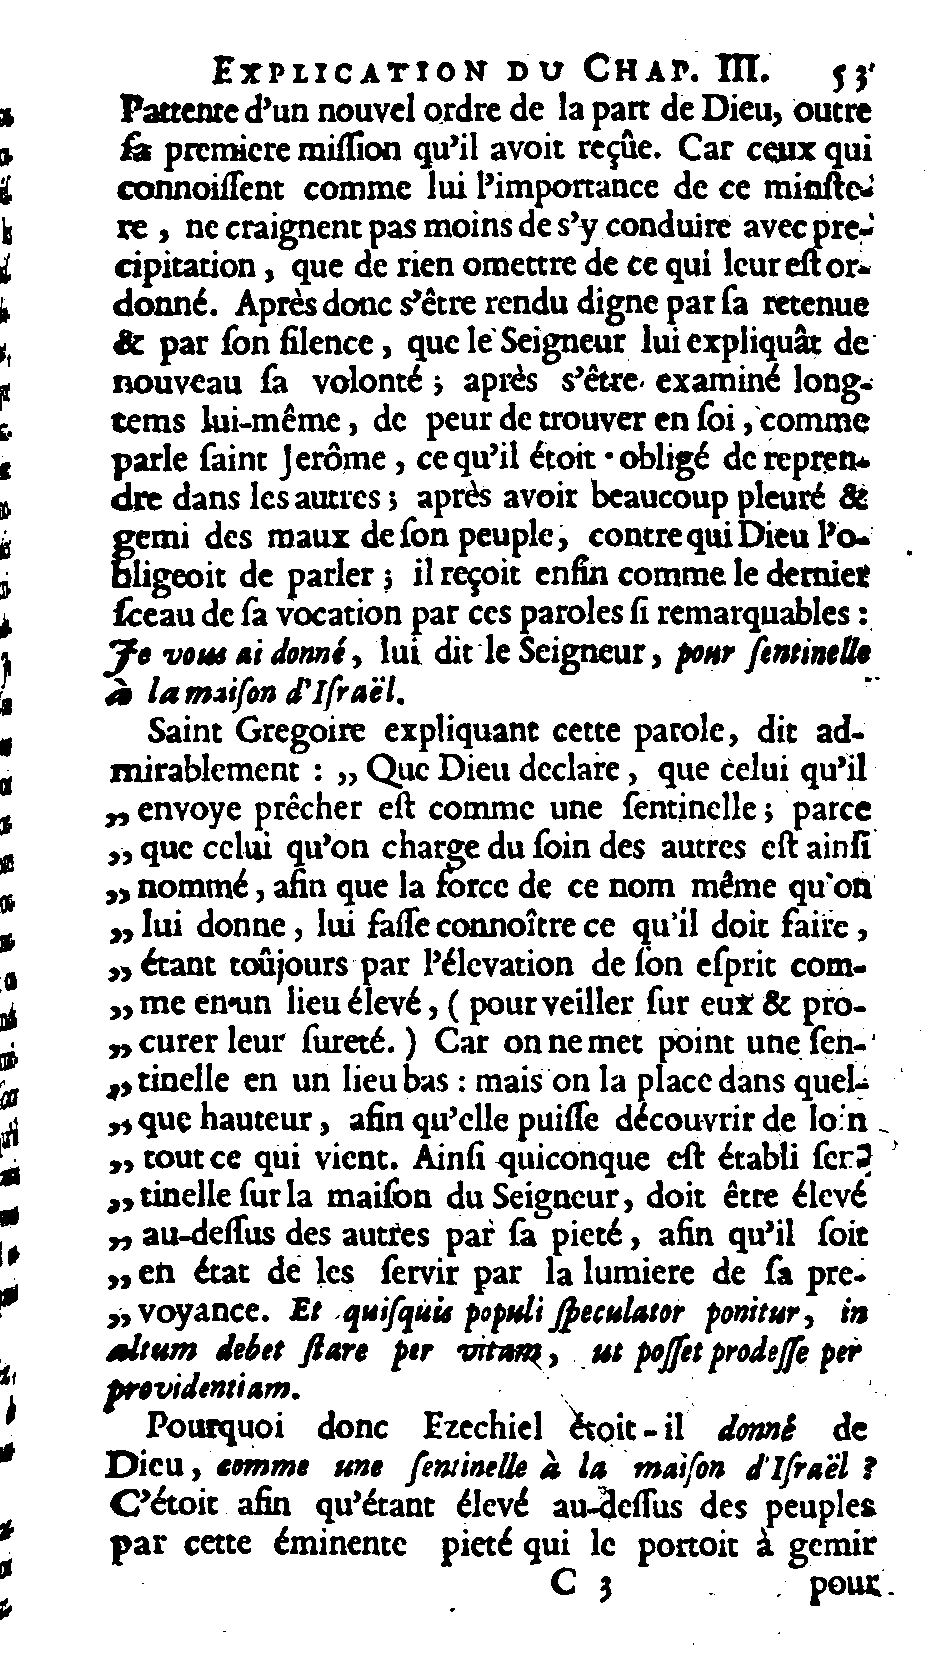 EXPLICATION DU CHAP. III. 53
l'attente d'un nouvel ordre de la part de Dieu, outre
sa premiere miſſion qu'il avoit reçûe. Car ceux qui
connoiſſent comme lui l'importance de ce miniſte-
re, ne craignent pas moins de s'y conduire avec pre-
cipitation, que de rien omettre de ce qui leur eſt or-
donné. Après donc s'être rendu digne par ſa retenue
& par ſon ſilence, que le Seigneur lui expliquât de
nouveau ſa volonté; après s'être examiné long-
tems lui-même, de peur de trouver en ſoi, comme
parle ſaint Jerôme, ce qu'il étoit obligé de repren-
dre dans les autres; après avoir beaucoup pleuré &
gemi des maux de ſon peuple, contre qui Dieu l'o-
bligeoit de parler; il reçoit enfin comme le dernier
ſceau de ſa vocation par ces paroles ſi remarquables:
Je vous ai donné, lui dit le Seigneur, pour ſentinelle
à la maiſon d'Iſraël.
Saint Gregoire expliquant cette parole, dit ad-
mirablement: „ Que Dieu declare, que celui qu'il
„ envoye prêcher eſt comme une ſentinelle; parce
„ que celui qu'on charge du ſoin des autres eſt ainſi
„ nommé, afin que la force de ce nom même qu'on
„ lui donne, lui faſſe connoître ce qu'il doit faire,
„ étant toûjours par l'élevation de ſon eſprit com-
„ me en un lieu élevé, (pour veiller ſur eux & pro-
„ curer leur ſureté.) Car on ne met point une ſen-
„ tinelle en un lieu bas: mais on la place dans quel-
„ que hauteur, afin qu'elle puiſſe découvrir de loin
„ tout ce qui vient. Ainſi quiconque eſt établi ſen-
„ tinelle ſur la maiſon du Seigneur, doit être élevé
„ au-deſſus des autres par ſa pieté, afin qu'il ſoit
„ en état de les ſervir par la lumiere de ſa pre-
„ voyance. Et quiſquis populi ſpeculator ponitur, in
altum debet ſtare per vitam, ut poſſet prodeſſe per
providentiam.
Pourquoi donc Ezechiel étoit-il donné de
Dieu, comme une ſentinelle à la maiſon d'Iſraël?
C'étoit afin qu'étant élevé au-deſſus des peuples
par cette éminente pieté qui le portoit à gemir
C 3 pour